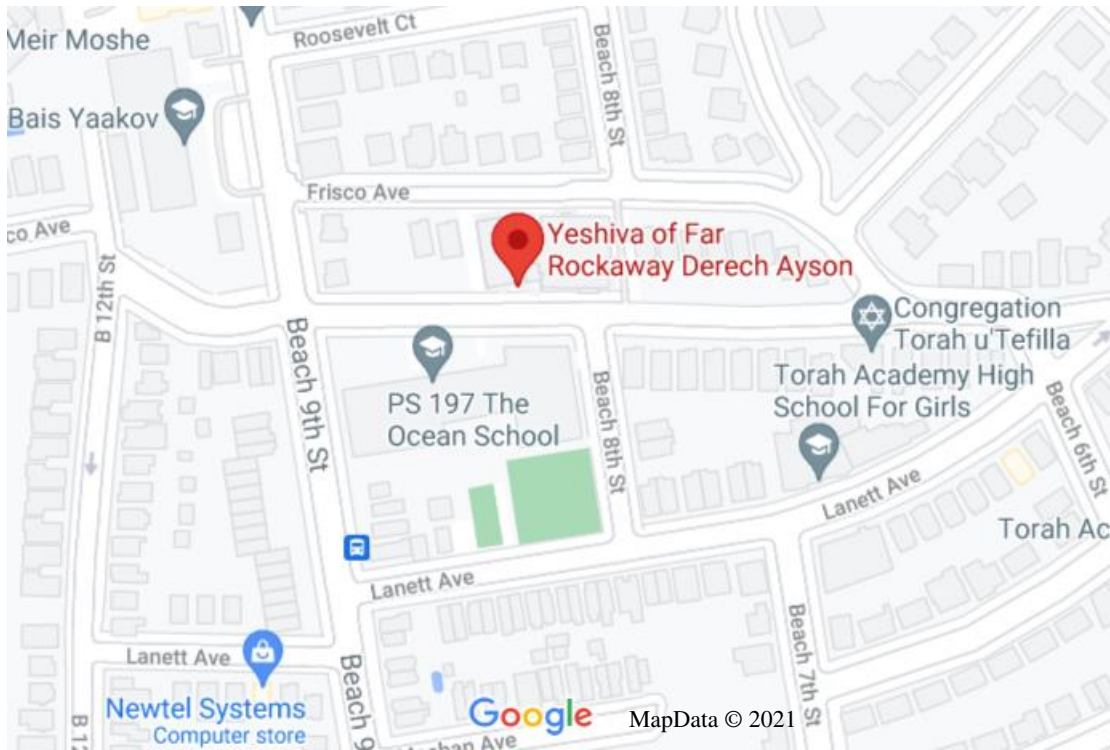 Roosevelt Ct
Meir Moshe
Beach 8th St
Bais Yaakov
Frisco Ave
co Ave
Yeshiva of Far
Rockaway Derech Ayson
B 12th St
Congregation
Torah u'Tefilla
Beach 9th St
PS 197 The
Ocean School
Beach 8th St
Torah Academy High
School For Girls
Beach 6th St
Lanett Ave
Torah Ac
Lanett Ave
Lanett Ave
Beach 7th St
Newtel Systems
Computer store
B 12
Beach 9
Google
MapData © 2021